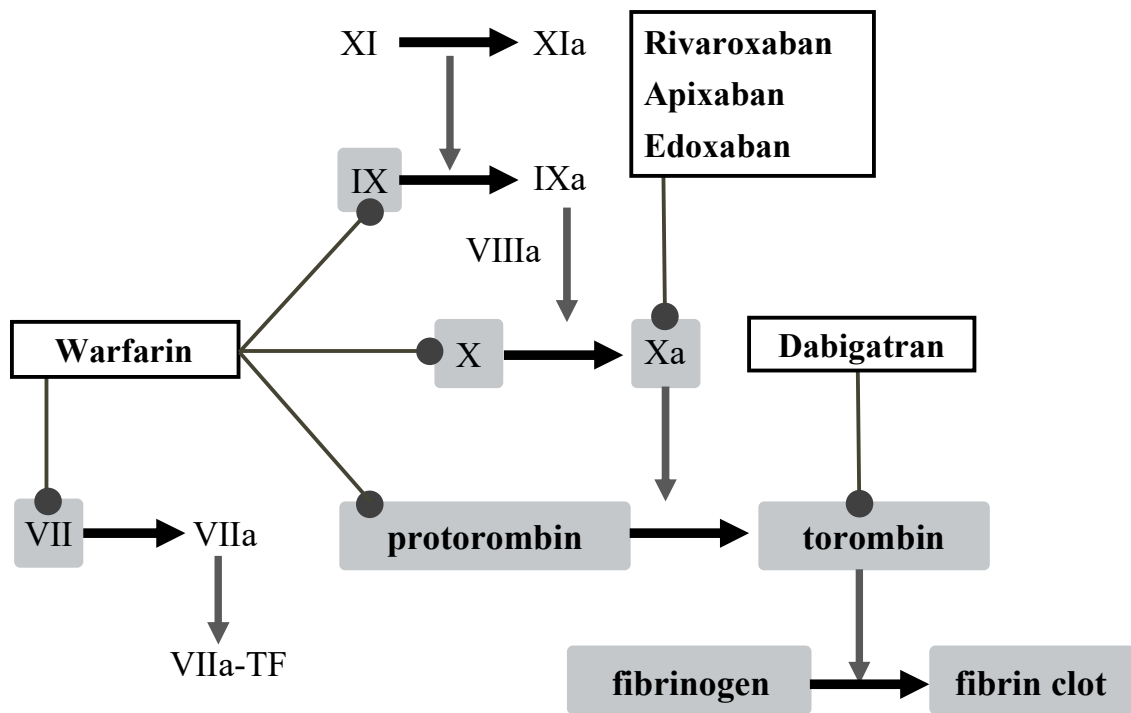 XI
XIa
Rivaroxaban
Apixaban
Edoxaban
IX
IXa
VIIIa
Warfarin
X
Xa
Dabigatran
VII
VIIa
protorombin
torombin
VIIa-TF
fibrinogen
fibrin clot